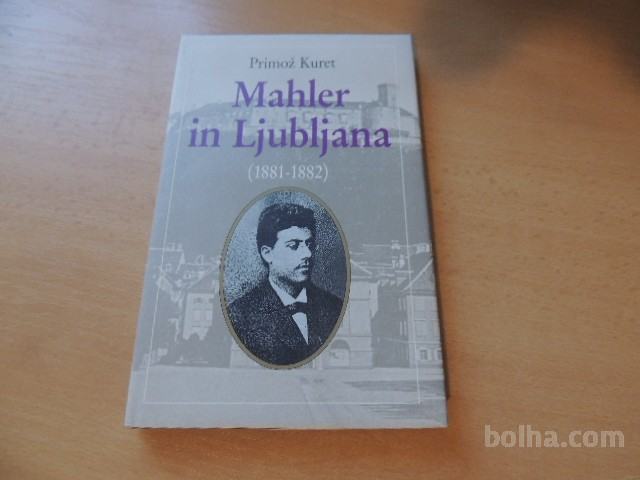 Primož Kuret
Mahler
in Ljubljana
(1881-1882)
bolha.com